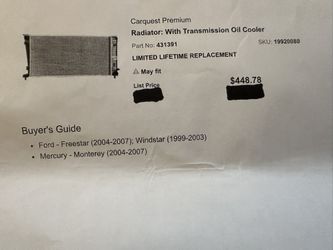 Carquest Premium
Radiator: With Transmission Oil Cooler
Part No: 431391 SKU: 19920080
LIMITED LIFETIME REPLACEMENT
May fit
List Price
$448.78
Buyer's Guide
• Ford - Freestar (2004-2007); Windstar (1999-2003)
• Mercury - Monterey (2004-2007)